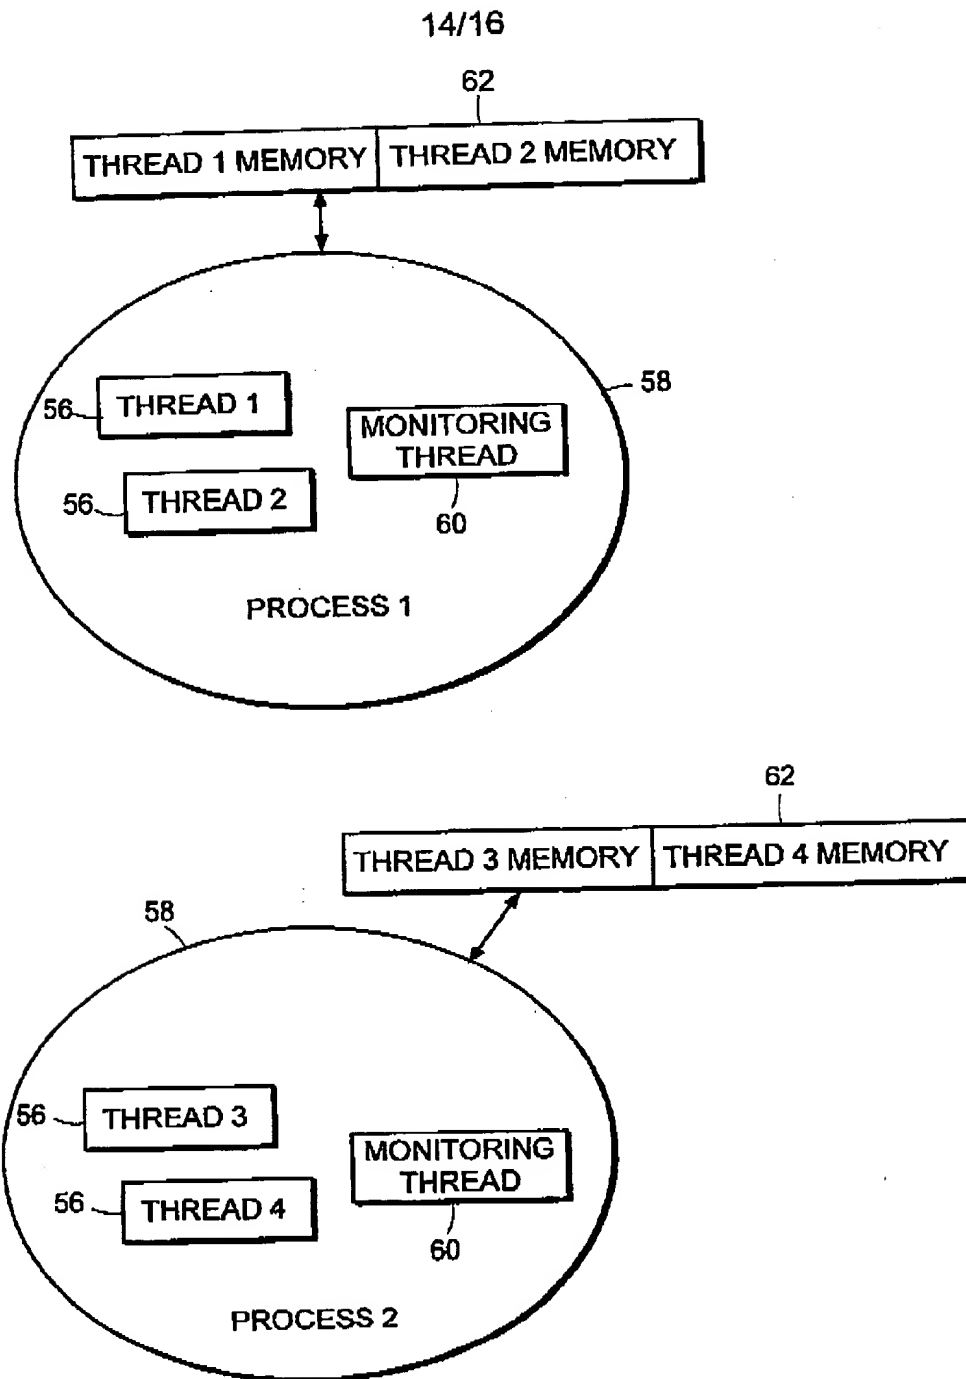 14/16
62
THREAD 1 MEMORY THREAD 2 MEMORY
58
56 THREAD 1
MONITORING
THREAD
56 THREAD 2
60
PROCESS 1
62
THREAD 3 MEMORY THREAD 4 MEMORY
58
56 THREAD 3
MONITORING
THREAD
56 THREAD 4
60
PROCESS 2